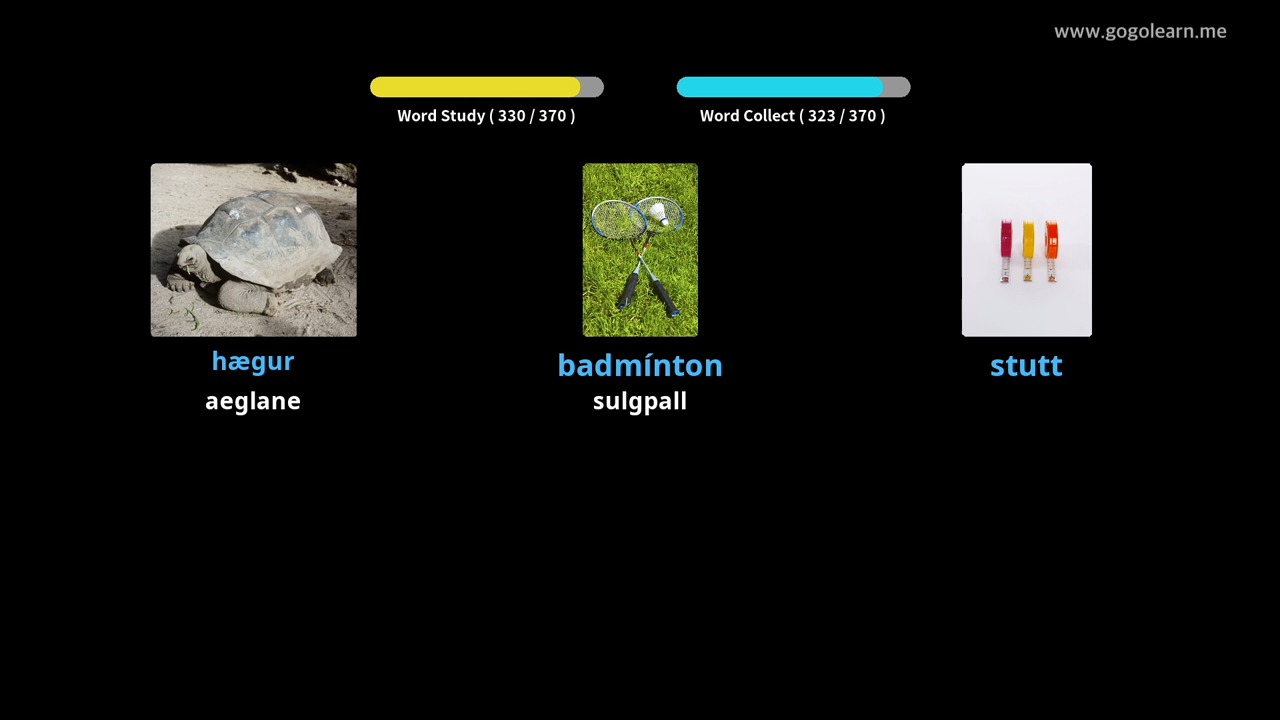 www.gogolearn.me
Word Study ( 330 / 370 )
Word Collect ( 323 / 370 )
hægur
aeglane
badmínton
sulgpall
stutt